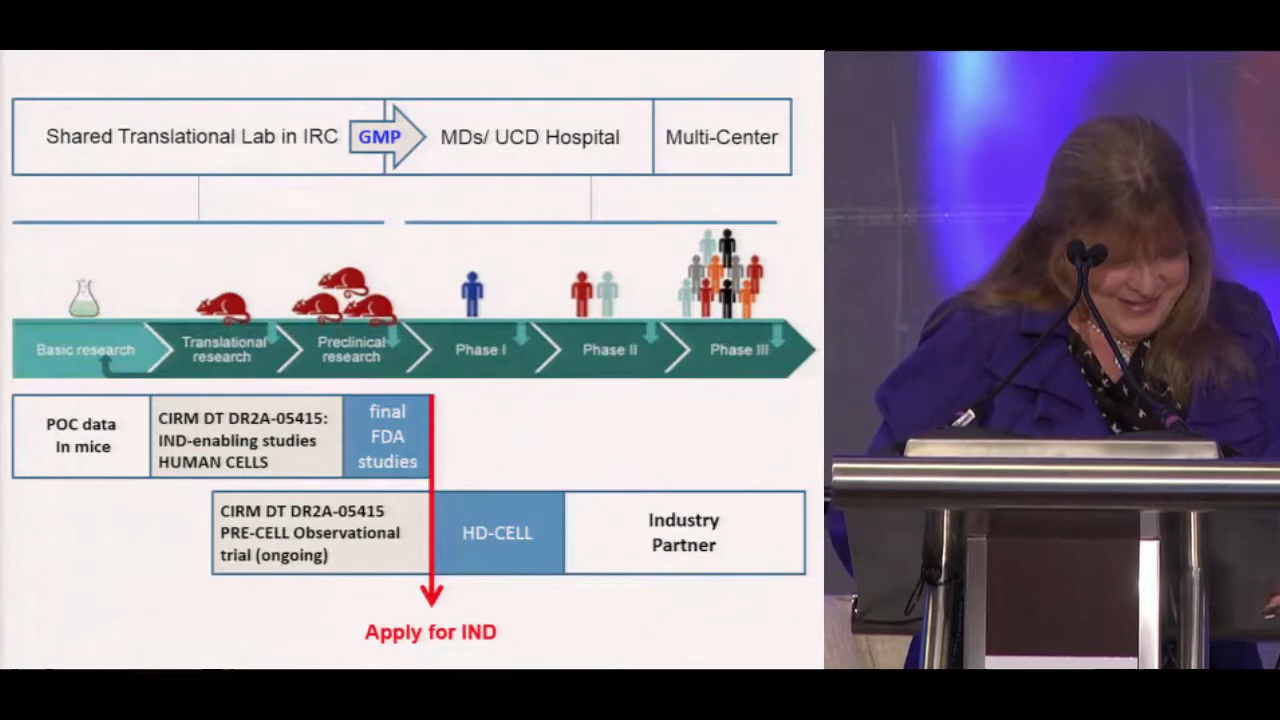 Shared Translational Lab in IRC
GMP
MDs/ UCD Hospital
Multi-Center
Basic research
Translational
research
Preclinical
research
Phase I
Phase II
Phase III
POC data
In mice
CIRM DT DR2A-05415:
IND-enabling studies
HUMAN CELLS
final
FDA
studies
CIRM DT DR2A-05415
PRE-CELL Observational
trial (ongoing)
HD-CELL
Industry
Partner
Apply for IND